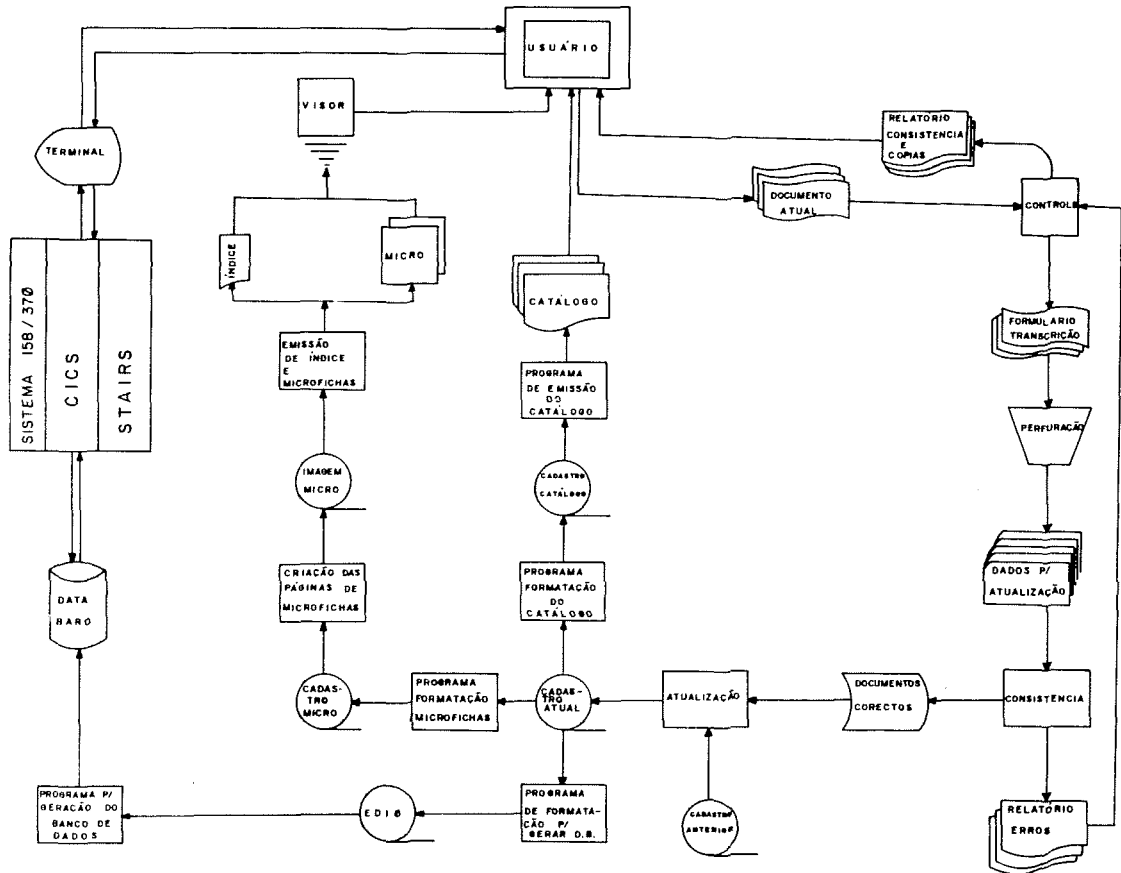 USUÁRIO
VISOR
TERMINAL
RELATORIO
CONSISTENCIA
E
COPIAS
DOCUMENTO
ATUAL
CONTROLE
ÍNDICE
MICRO
CATÁLOGO
SISTEMA 158/370
CICS
STAIRS
FORMULARIO
TRANSCRIÇÃO
EMISSÃO
DE ÍNDICE
E
MICROFICHAS
PROGRAMA
DE EMISSÃO
DO
CATÁLOGO
PERFURAÇÃO
IMAGEM
MICRO
CADASTRO
CATÁLOGO
DATA
BARO
CRIAÇÃO DAS
PÁGINAS DE
MICROFICHAS
PROGRAMA
FORMATAÇÃO
DO
CATÁLOGO
DADOS P/
ATUALIZAÇÃO
CADAS-
TRO
MICRO
PROGRAMA
FORMATAÇÃO
MICROFICHAS
CADAS-
TRO
ATUAL
ATUALIZAÇÃO
DOCUMENTOS
CORECTOS
CONSISTÊNCIA
PROGRAMA P/
GERAÇÃO DO
BANCO DE
DADOS
PROGRAMA
DE FORMATA-
ÇÃO P/
GERAR D.B.
CADASTRO
ANTERIOR
RELATORIO
ERROS